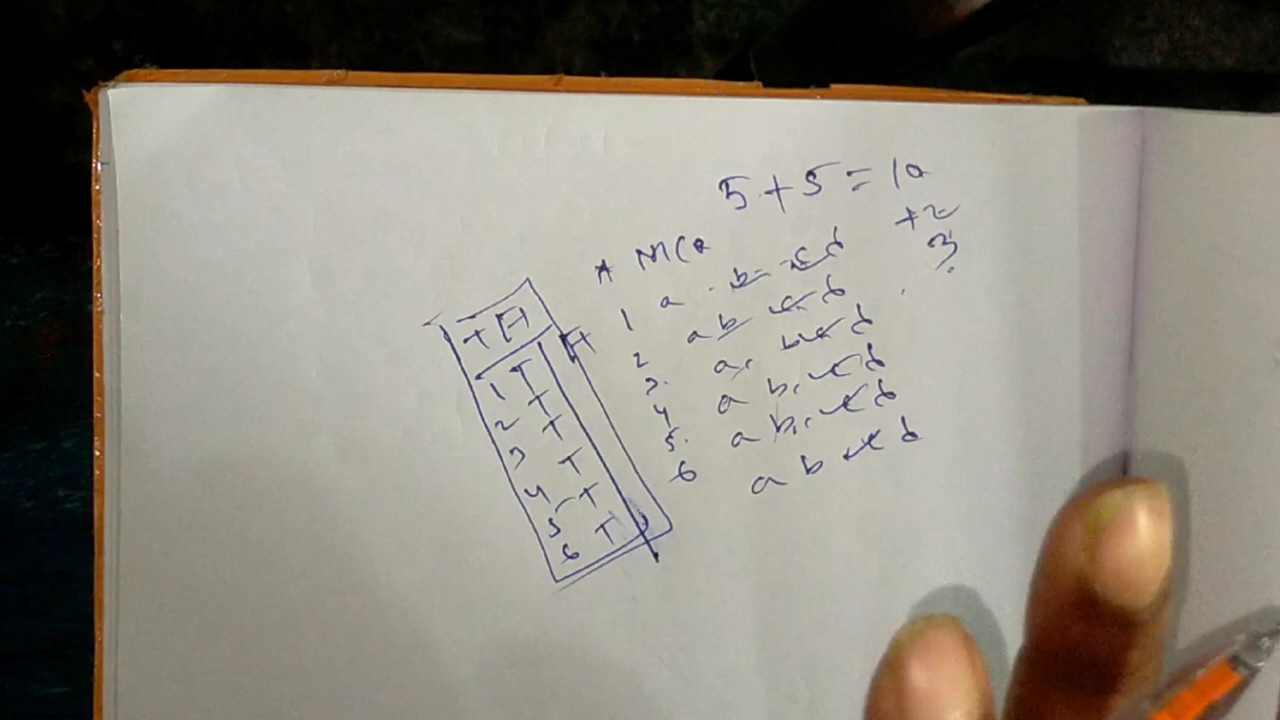 5+5=10
+2
3
* MCQ
1 a b c d
2 a b c d
3. a b c d
4 a b c d
5. a b c d
6 a b c d
T F
1 T
2 T
3 T
4 T
5 T
6 T